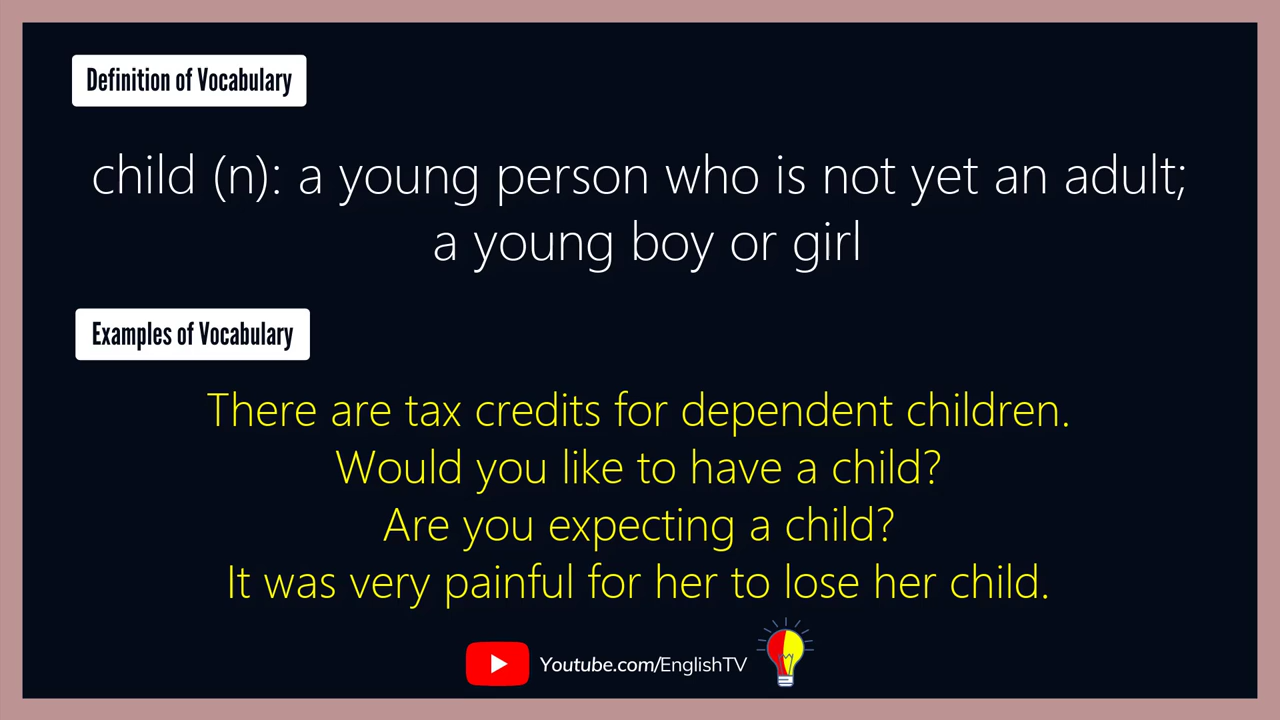 Definition of Vocabulary
child (n): a young person who is not yet an adult;
a young boy or girl
Examples of Vocabulary
There are tax credits for dependent children.
Would you like to have a child?
Are you expecting a child?
It was very painful for her to lose her child.
Youtube.com/EnglishTV